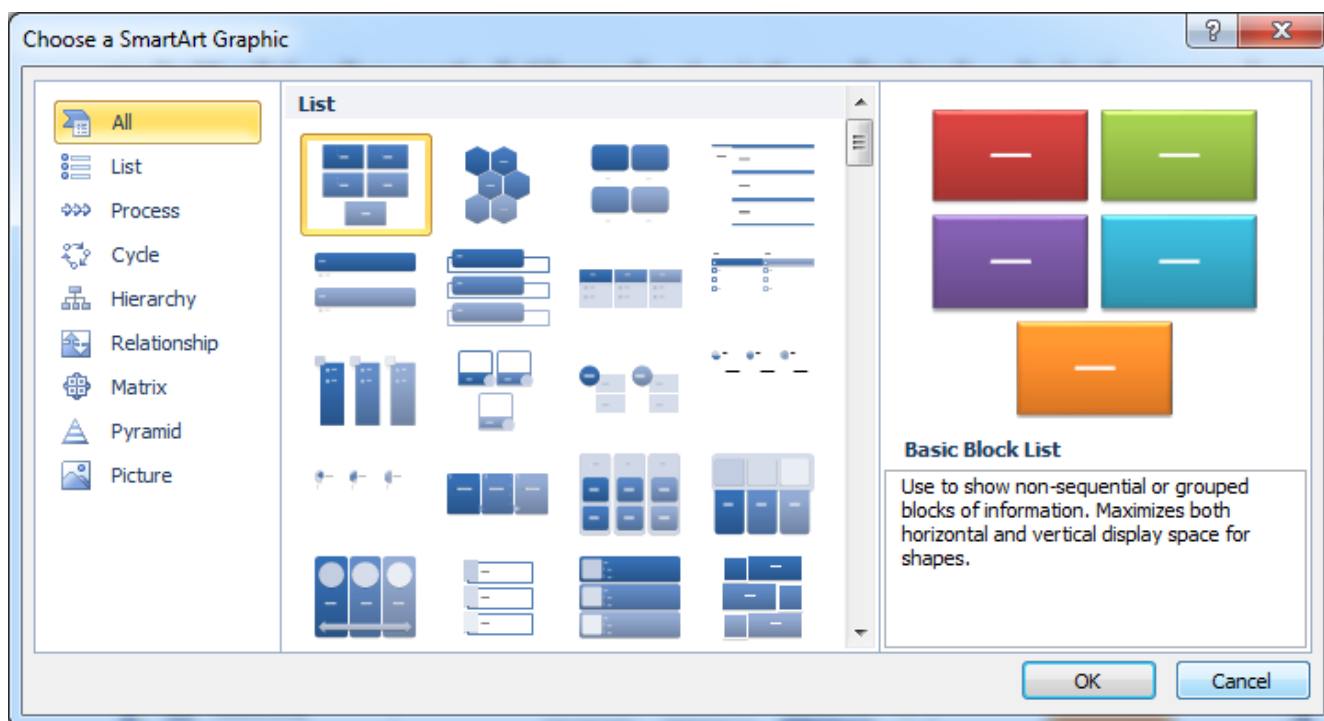 Choose a SmartArt Graphic
All
List
Process
Cycle
Hierarchy
Relationship
Matrix
Pyramid
Picture
List
Basic Block List
Use to show non-sequential or grouped
blocks of information. Maximizes both
horizontal and vertical display space for
shapes.
OK
Cancel